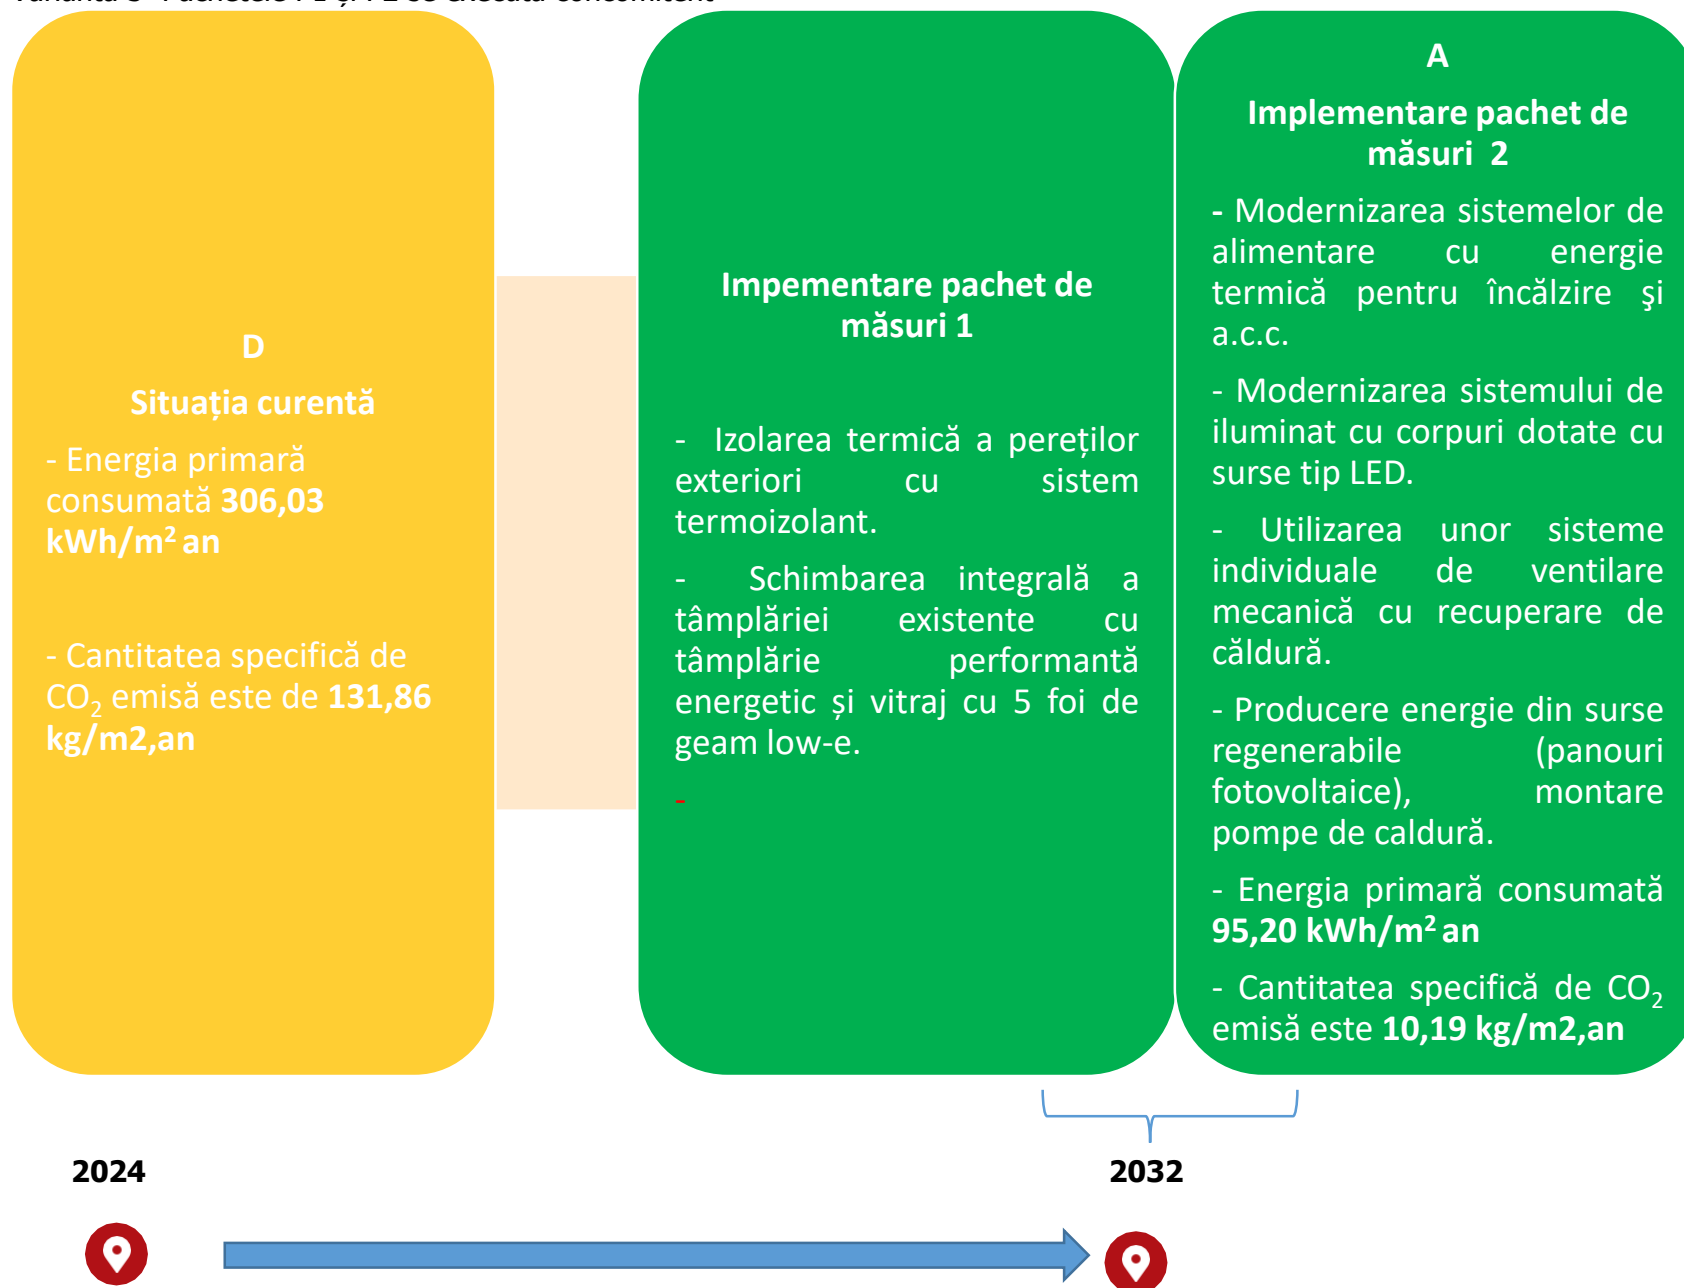 se execută concomitent
D
Situația curentă
- Energia primară
consumată 306,03
kWh/m² an
- Cantitatea specifică de
CO₂ emisă este de 131,86
kg/m2,an
Impementare pachet de
măsuri 1
- Izolarea termică a pereților
exteriori cu sistem
termoizolant.
- Schimbarea integrală a
tâmplăriei existente cu
tâmplărie performantă
energetic și vitraj cu 5 foi de
geam low-e.
-
A
Implementare pachet de
măsuri 2
- Modernizarea sistemelor de
alimentare cu energie
termică pentru încălzire şi
a.c.c.
- Modernizarea sistemului de
iluminat cu corpuri dotate cu
surse tip LED.
- Utilizarea unor sisteme
individuale de ventilare
mecanică cu recuperare de
căldură.
- Producere energie din surse
regenerabile (panouri
fotovoltaice), montare
pompe de caldură.
- Energia primară consumată
95,20 kWh/m² an
- Cantitatea specifică de CO₂
emisă este 10,19 kg/m2,an
2024
2032